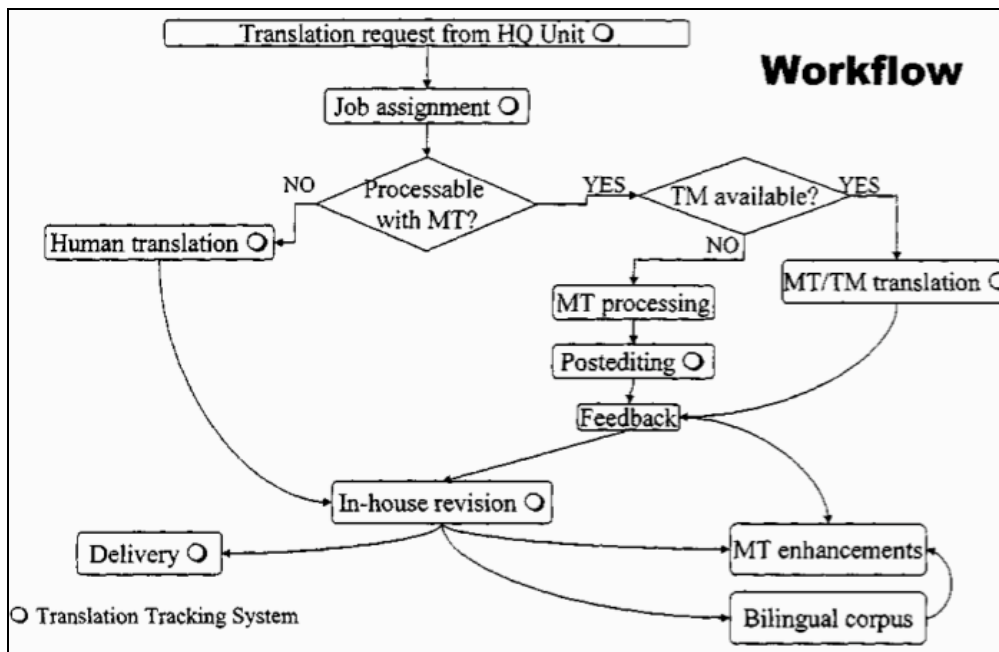 Translation request from HQ Unit
Workflow
Job assignment
NO
Processable
with MT?
YES
TM available?
YES
Human translation
NO
MT/TM translation
MT processing
Postediting
Feedback
In-house revision
Delivery
MT enhancements
Translation Tracking System
Bilingual corpus